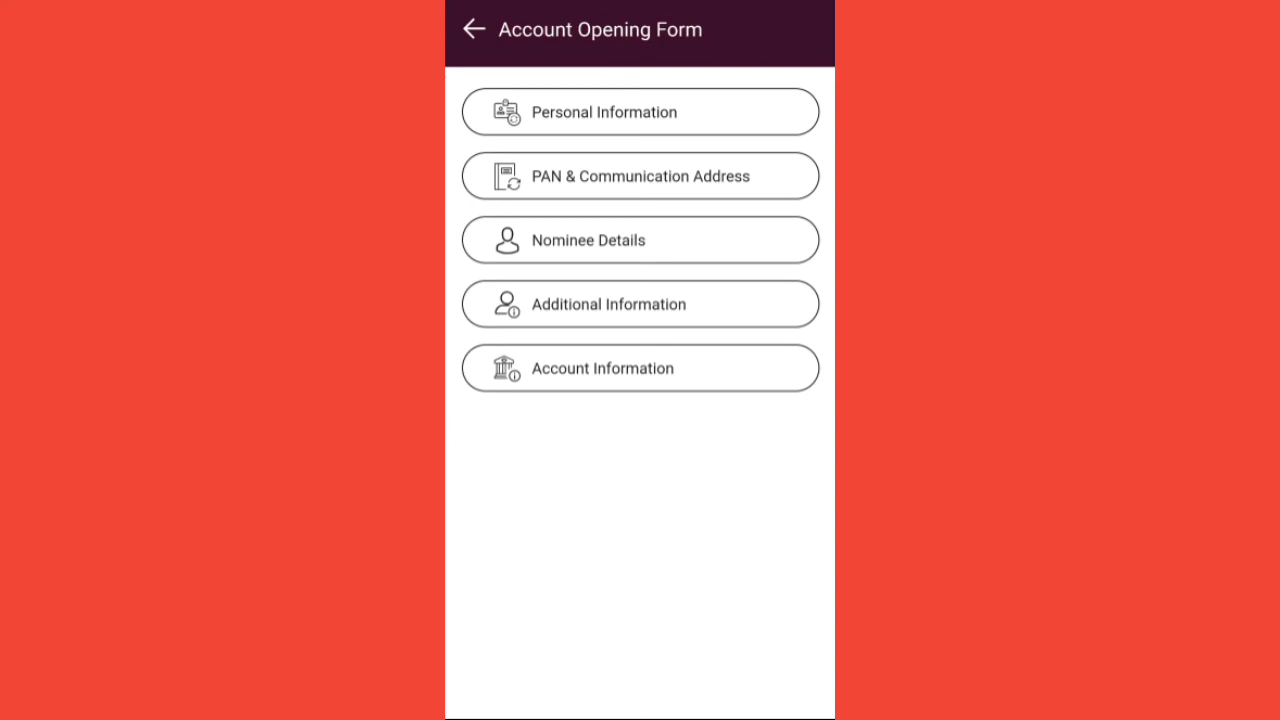 Account Opening Form
Personal Information
PAN & Communication Address
Nominee Details
Additional Information
Account Information